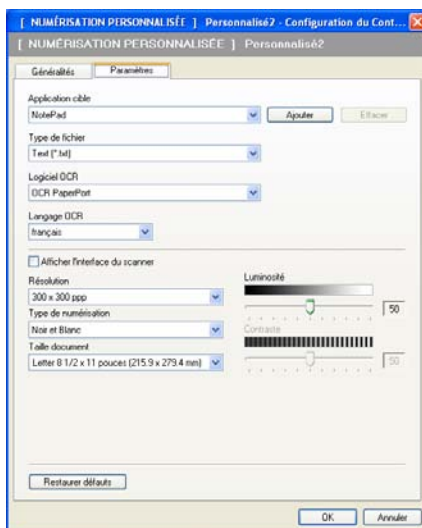 [ NUMÉRISATION PERSONNALISÉE ] Personnalisé2 - Configuration du Cont...
[ NUMÉRISATION PERSONNALISÉE ] Personnalisé2
Généralités Paramètres
Application cible
NotePad Ajouter Effacer
Type de fichier
Text (*.txt)
Logiciel OCR
OCR PaperPort
Langage OCR
français
Afficher l'interface du scanner
Résolution Luminosité
300 x 300 ppp 50
Type de numérisation
Noir et Blanc Contraste
Taille document
Letter 8 1/2 x 11 pouces (215.9 x 279.4 mm) 50
Restaurer défauts
OK Annuler